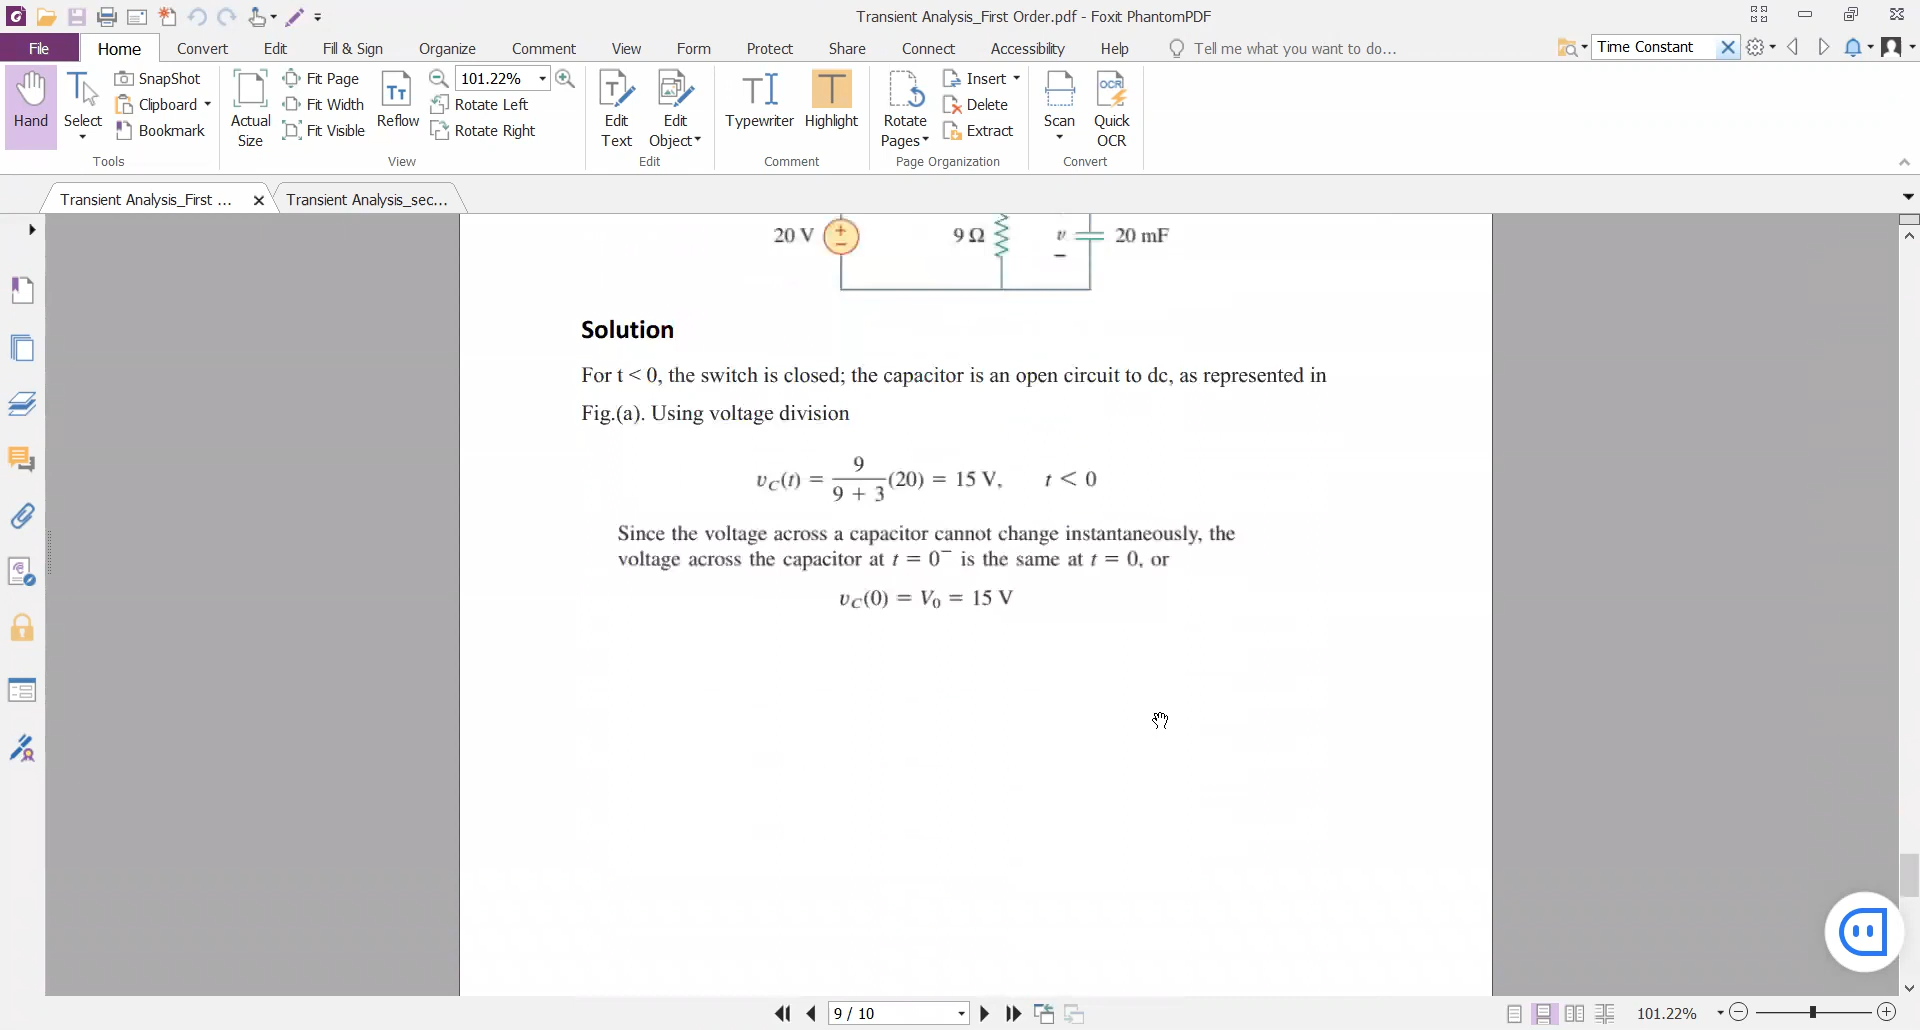 Transient Analysis_First Order.pdf - Foxit PhantomPDF
File Home Convert Edit Fill & Sign Organize Comment View Form Protect Share Connect Accessibility Help Tell me what you want to do... Time Constant
Hand
Select
SnapShot
Clipboard
Bookmark
Tools
Actual Size
Fit Page
Fit Width
Fit Visible
Reflow
101.22%
Rotate Left
Rotate Right
View
Edit Text
Edit Object
Edit
Typewriter
Highlight
Comment
Rotate Pages
Insert
Delete
Extract
Page Organization
Scan
Quick OCR
Convert
Transient Analysis_First ... Transient Analysis_sec...
20 V 9 Ω v 20 mF
Solution
For t < 0, the switch is closed; the capacitor is an open circuit to dc, as represented in
Fig.(a). Using voltage division
v_C(t) = 9/(9 + 3) (20) = 15 V, t < 0
Since the voltage across a capacitor cannot change instantaneously, the
voltage across the capacitor at t = 0⁻ is the same at t = 0, or
v_C(0) = V₀ = 15 V
9 / 10
101.22%